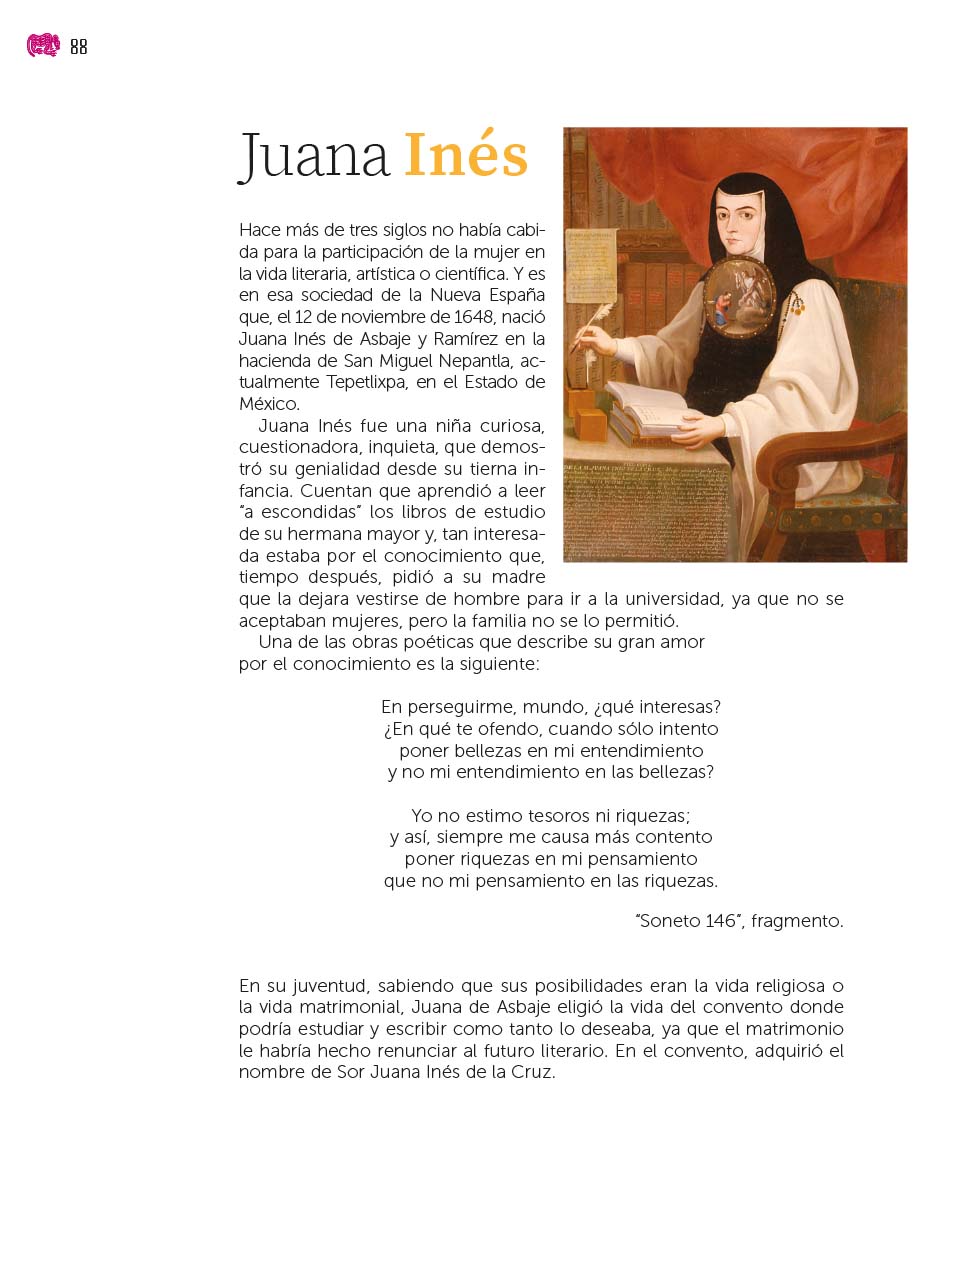 88
Juana Inés
Hace más de tres siglos no había cabi-
da para la participación de la mujer en
la vida literaria, artística o científica. Y es
en esa sociedad de la Nueva España
que, el 12 de noviembre de 1648, nació
Juana Inés de Asbaje y Ramírez en la
hacienda de San Miguel Nepantla, ac-
tualmente Tepetlixpa, en el Estado de
México.
Juana Inés fue una niña curiosa,
cuestionadora, inquieta, que demos-
tró su genialidad desde su tierna in-
fancia. Cuentan que aprendió a leer
“a escondidas” los libros de estudio
de su hermana mayor y, tan interesa-
da estaba por el conocimiento que,
tiempo después, pidió a su madre
que la dejara vestirse de hombre para ir a la universidad, ya que no se
aceptaban mujeres, pero la familia no se lo permitió.
Una de las obras poéticas que describe su gran amor
por el conocimiento es la siguiente:
En perseguirme, mundo, ¿qué interesas?
¿En qué te ofendo, cuando sólo intento
poner bellezas en mi entendimiento
y no mi entendimiento en las bellezas?
Yo no estimo tesoros ni riquezas;
y así, siempre me causa más contento
poner riquezas en mi pensamiento
que no mi pensamiento en las riquezas.
“Soneto 146”, fragmento.
En su juventud, sabiendo que sus posibilidades eran la vida religiosa o
la vida matrimonial, Juana de Asbaje eligió la vida del convento donde
podría estudiar y escribir como tanto lo deseaba, ya que el matrimonio
le habría hecho renunciar al futuro literario. En el convento, adquirió el
nombre de Sor Juana Inés de la Cruz.